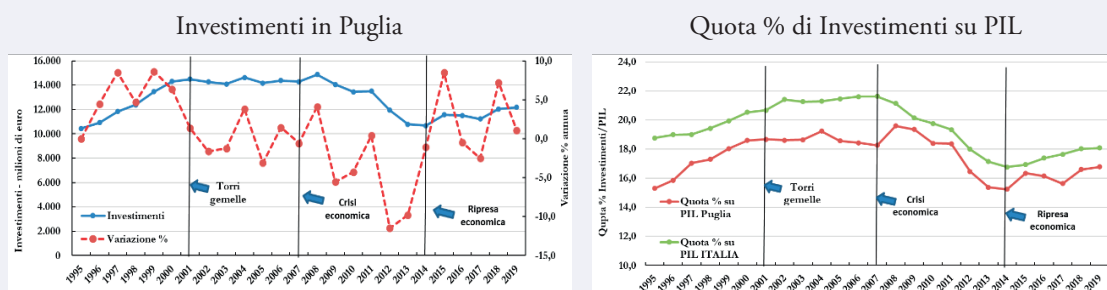 Investimenti in Puglia
16.000
14.000
12.000
10.000
8.000
6.000
4.000
2.000
0
Investimenti - milioni di euro
10,0
5,0
0,0
-5,0
-10,0
-15,0
Variazione % annua
Torri
gemelle
Crisi
economica
Ripresa
economica
Investimenti
Variazione %
1995 1996 1997 1998 1999 2000 2001 2002 2003 2004 2005 2006 2007 2008 2009 2010 2011 2012 2013 2014 2015 2016 2017 2018 2019
Quota % di Investimenti su PIL
24,0
22,0
20,0
18,0
16,0
14,0
12,0
10,0
Qupta % Investimenti/PIL
Torri
gemelle
Crisi
economica
Ripresa
economica
Quota % su
PIL Puglia
Quota % su
PIL ITALIA
1995 1996 1997 1998 1999 2000 2001 2002 2003 2004 2005 2006 2007 2008 2009 2010 2011 2012 2013 2014 2015 2016 2017 2018 2019